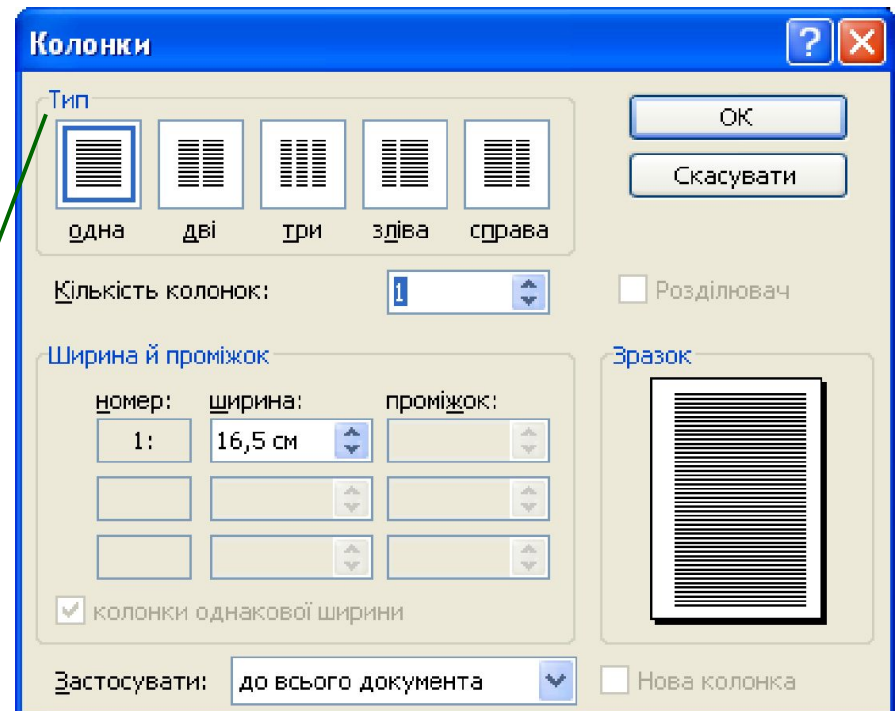 Колонки
Тип
OK
Скасувати
одна дві три зліва справа
Кількість колонок: 1 Розділювач
Ширина й проміжок Зразок
номер: ширина: проміжок:
1: 16,5 см
колонки однакової ширини
Застосувати: до всього документа Нова колонка